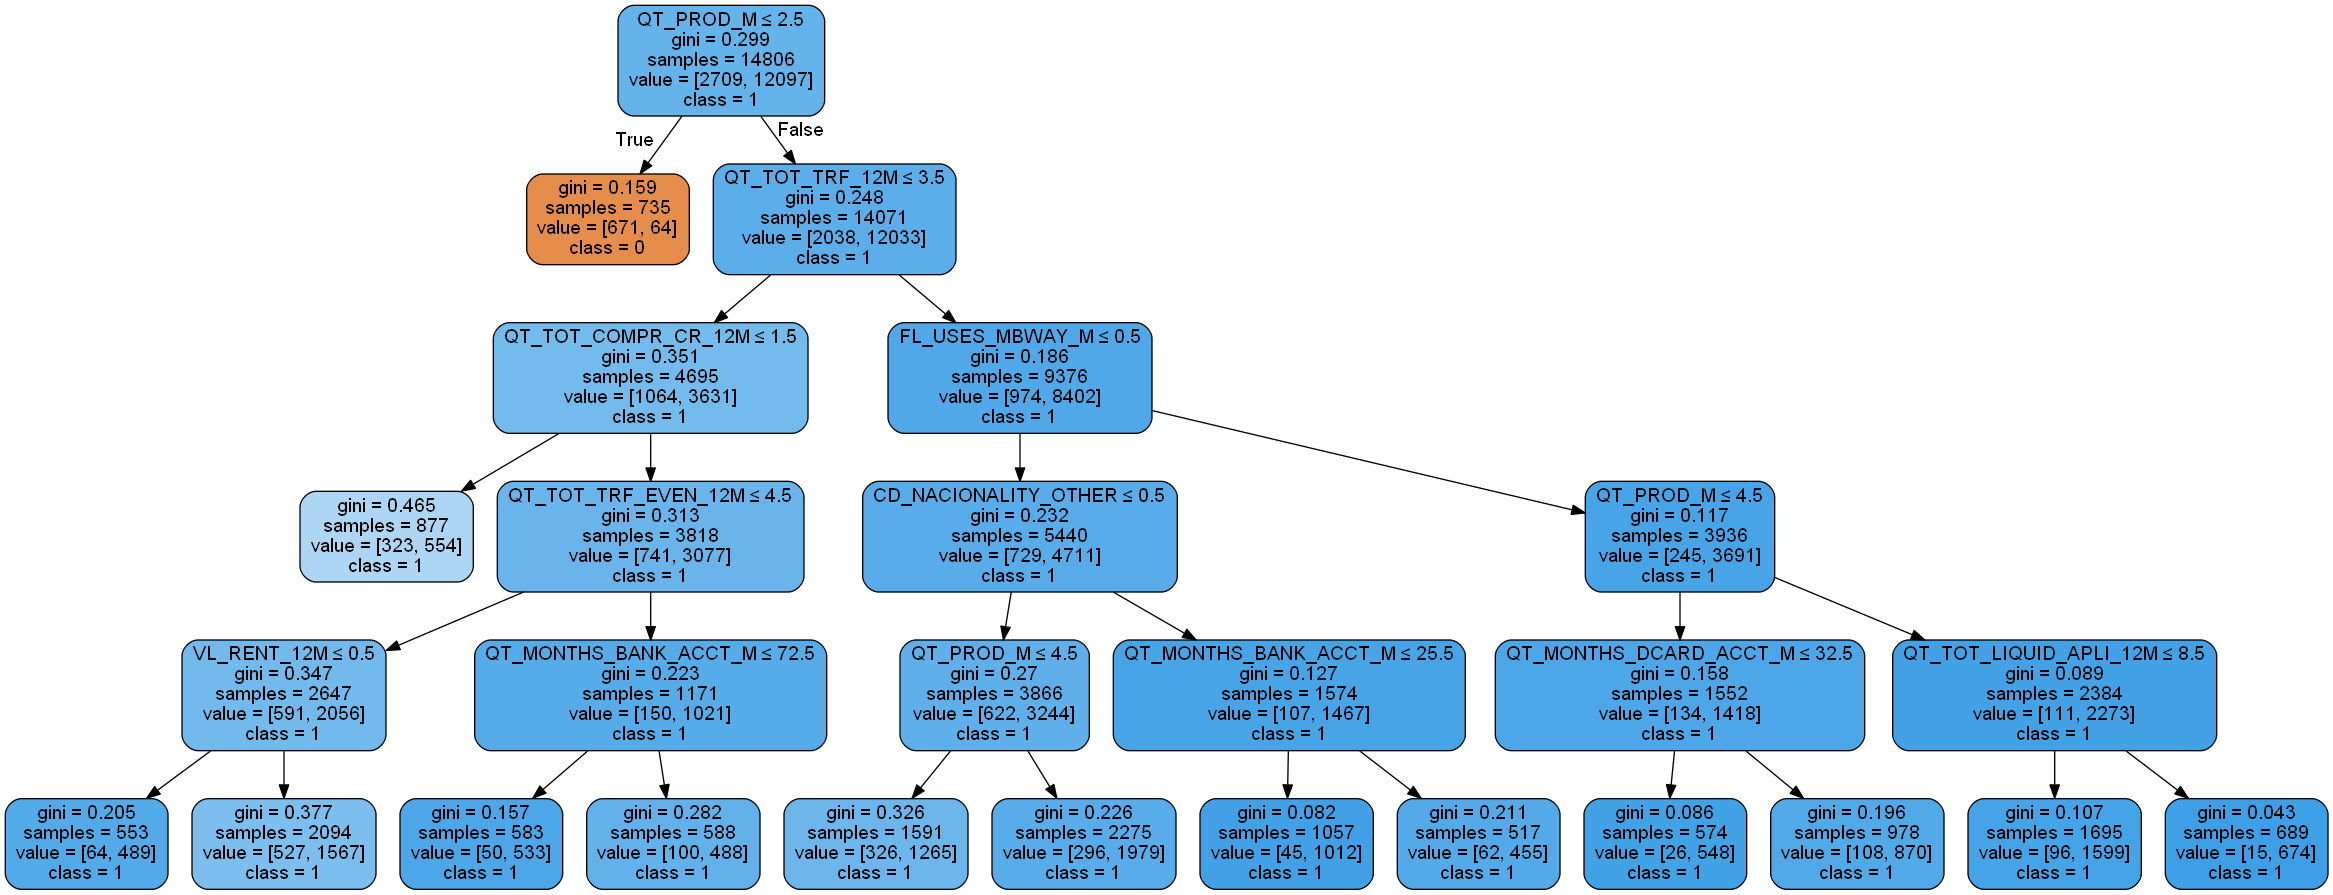 QT_PROD_M ≤ 2.5
gini = 0.299
samples = 14806
value = [2709, 12097]
class = 1
True
False
gini = 0.159
samples = 735
value = [671, 64]
class = 0
QT_TOT_TRF_12M ≤ 3.5
gini = 0.248
samples = 14071
value = [2038, 12033]
class = 1
QT_TOT_COMPR_CR_12M ≤ 1.5
gini = 0.351
samples = 4695
value = [1064, 3631]
class = 1
FL_USES_MBWAY_M ≤ 0.5
gini = 0.186
samples = 9376
value = [974, 8402]
class = 1
gini = 0.465
samples = 877
value = [323, 554]
class = 1
QT_TOT_TRF_EVEN_12M ≤ 4.5
gini = 0.313
samples = 3818
value = [741, 3077]
class = 1
CD_NACIONALITY_OTHER ≤ 0.5
gini = 0.232
samples = 5440
value = [729, 4711]
class = 1
QT_PROD_M ≤ 4.5
gini = 0.117
samples = 3936
value = [245, 3691]
class = 1
VL_RENT_12M ≤ 0.5
gini = 0.347
samples = 2647
value = [591, 2056]
class = 1
QT_MONTHS_BANK_ACCT_M ≤ 72.5
gini = 0.223
samples = 1171
value = [150, 1021]
class = 1
QT_PROD_M ≤ 4.5
gini = 0.27
samples = 3866
value = [622, 3244]
class = 1
QT_MONTHS_BANK_ACCT_M ≤ 25.5
gini = 0.127
samples = 1574
value = [107, 1467]
class = 1
QT_MONTHS_DCARD_ACCT_M ≤ 32.5
gini = 0.158
samples = 1552
value = [134, 1418]
class = 1
QT_TOT_LIQUID_APLI_12M ≤ 8.5
gini = 0.089
samples = 2384
value = [111, 2273]
class = 1
gini = 0.205
samples = 553
value = [64, 489]
class = 1
gini = 0.377
samples = 2094
value = [527, 1567]
class = 1
gini = 0.157
samples = 583
value = [50, 533]
class = 1
gini = 0.282
samples = 588
value = [100, 488]
class = 1
gini = 0.326
samples = 1591
value = [326, 1265]
class = 1
gini = 0.226
samples = 2275
value = [296, 1979]
class = 1
gini = 0.082
samples = 1057
value = [45, 1012]
class = 1
gini = 0.211
samples = 517
value = [62, 455]
class = 1
gini = 0.086
samples = 574
value = [26, 548]
class = 1
gini = 0.196
samples = 978
value = [108, 870]
class = 1
gini = 0.107
samples = 1695
value = [96, 1599]
class = 1
gini = 0.043
samples = 689
value = [15, 674]
class = 1